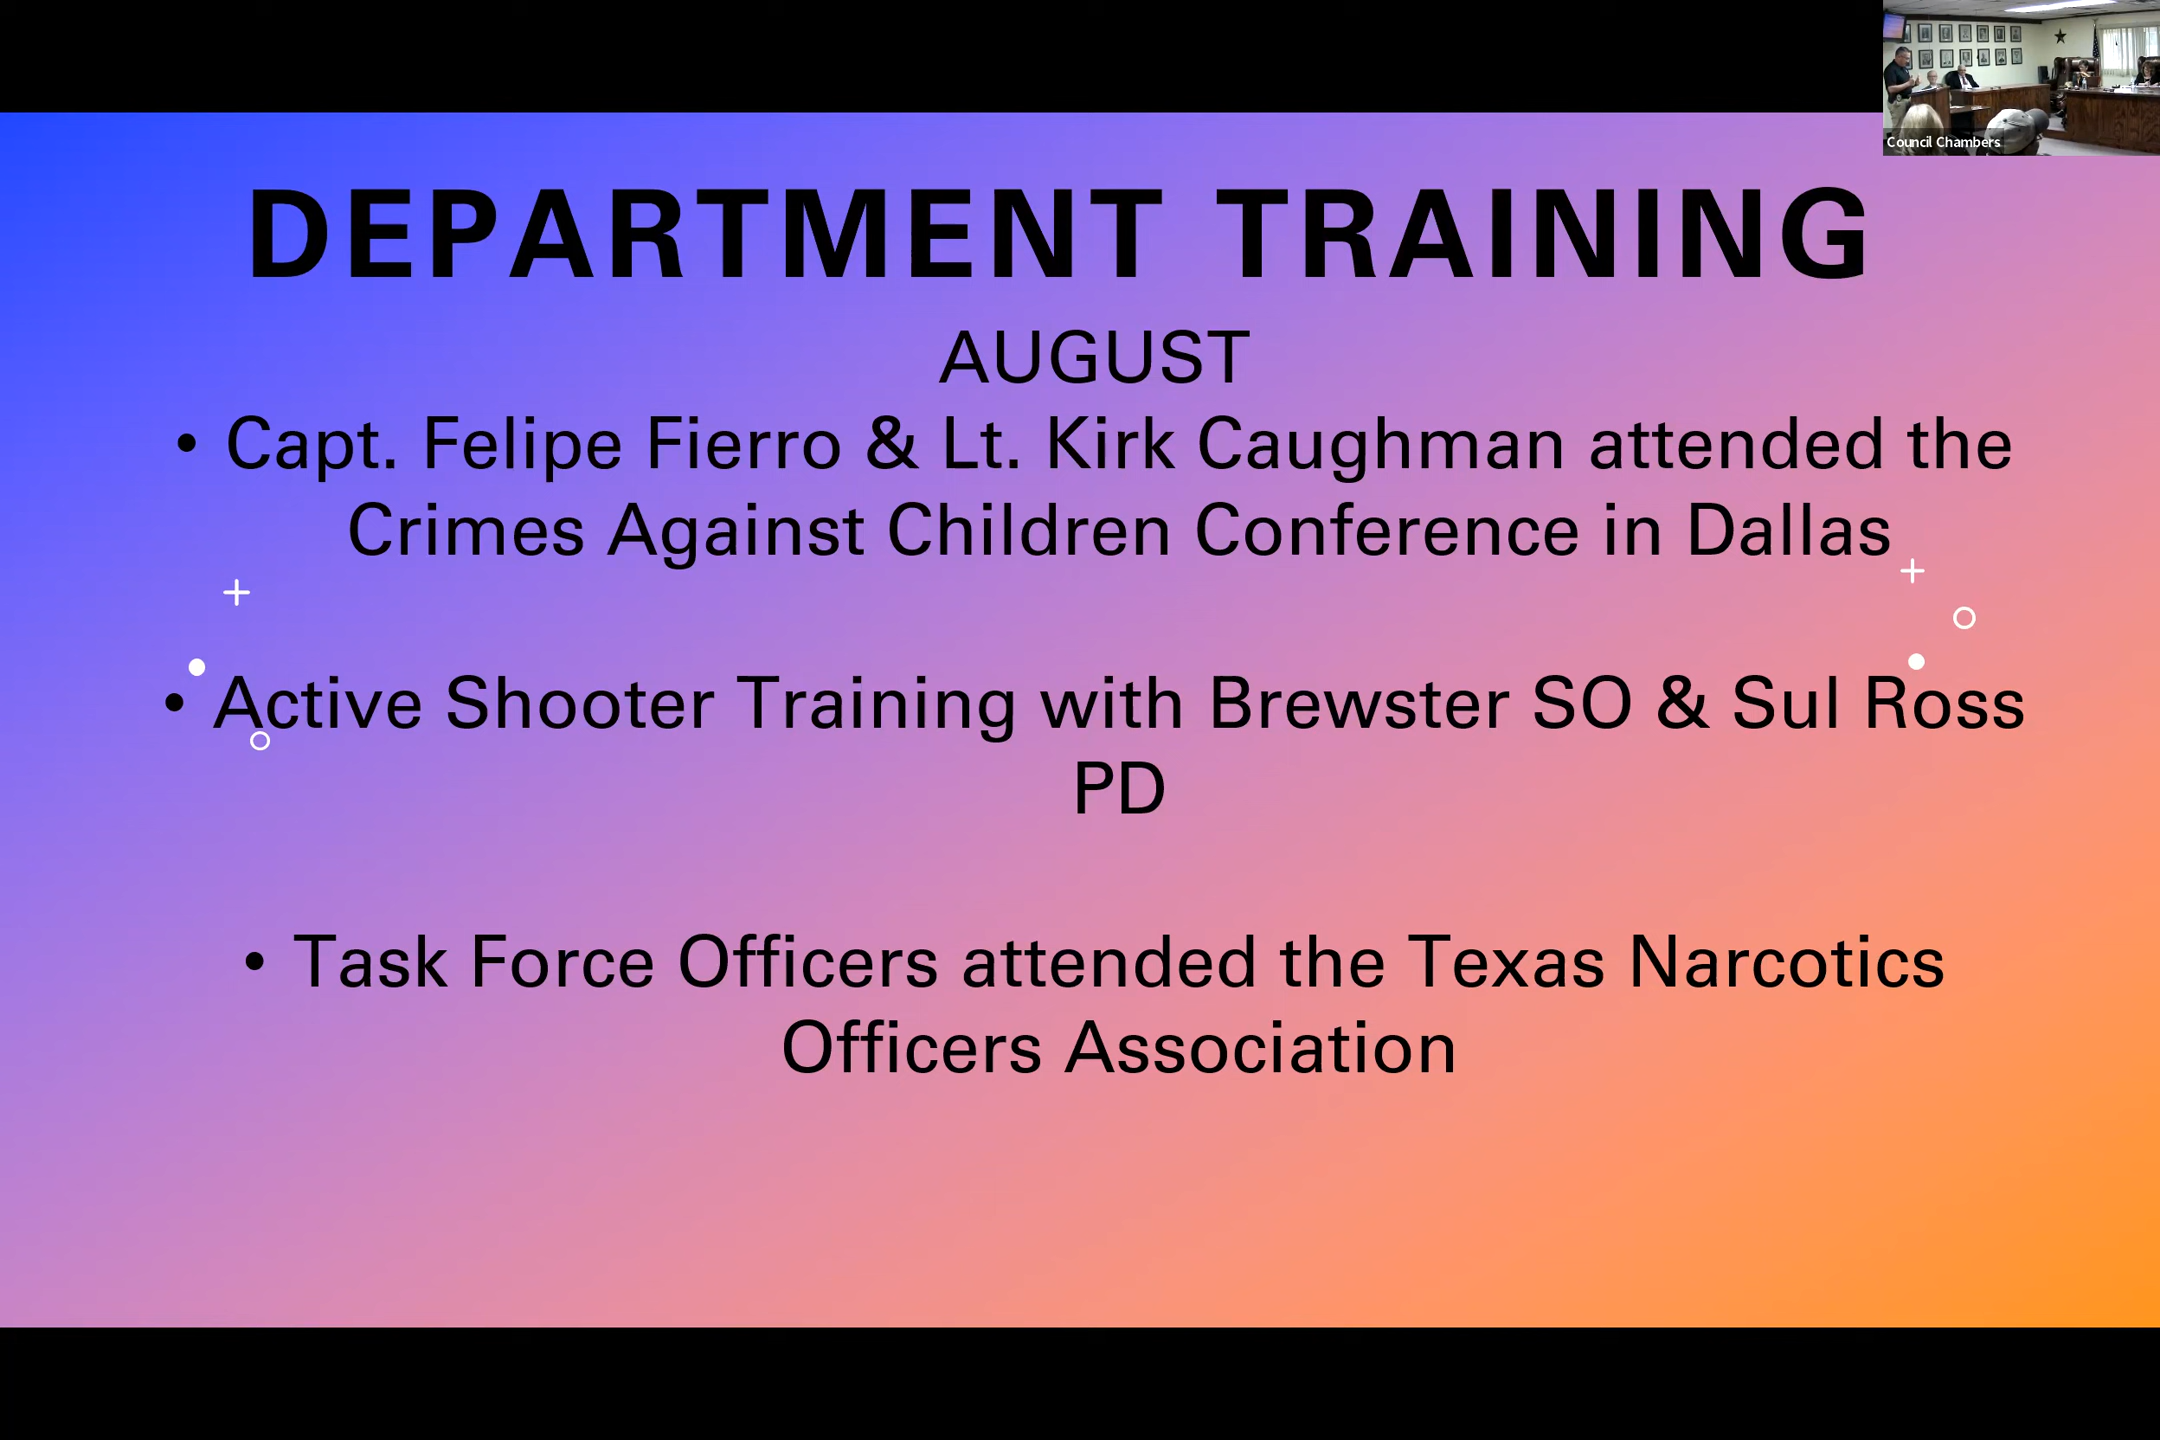 Council Chambers
DEPARTMENT TRAINING
AUGUST
• Capt. Felipe Fierro & Lt. Kirk Caughman attended the
Crimes Against Children Conference in Dallas
• Active Shooter Training with Brewster SO & Sul Ross
PD
• Task Force Officers attended the Texas Narcotics
Officers Association